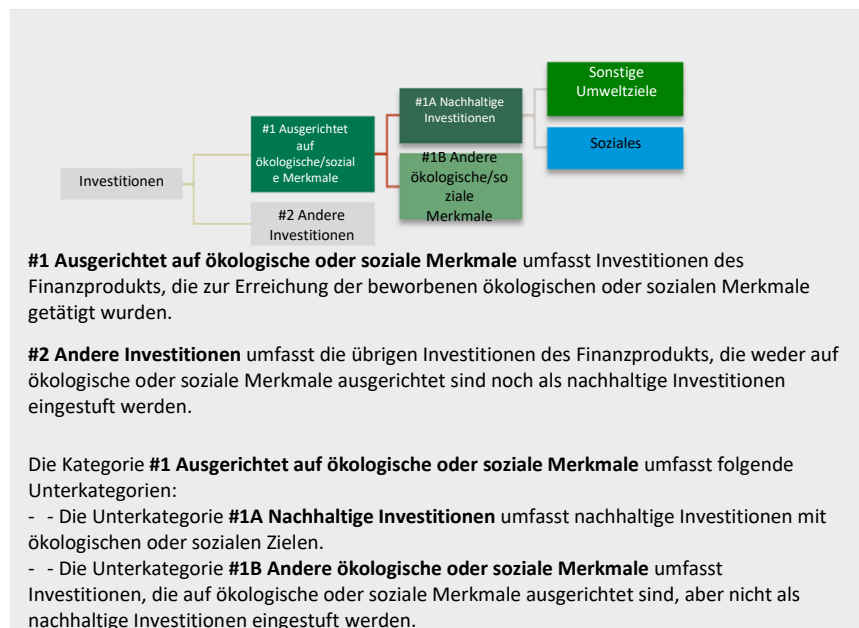 Sonstige
Umweltziele
#1A Nachhaltige
Investitionen
#1 Ausgerichtet
auf
ökologische/sozial
e Merkmale
Soziales
#1B Andere
ökologische/so
ziale
Merkmale
Investitionen
#2 Andere
Investitionen
#1 Ausgerichtet auf ökologische oder soziale Merkmale umfasst Investitionen des
Finanzprodukts, die zur Erreichung der beworbenen ökologischen oder sozialen Merkmale
getätigt wurden.
#2 Andere Investitionen umfasst die übrigen Investitionen des Finanzprodukts, die weder auf
ökologische oder soziale Merkmale ausgerichtet sind noch als nachhaltige Investitionen
eingestuft werden.
Die Kategorie #1 Ausgerichtet auf ökologische oder soziale Merkmale umfasst folgende
Unterkategorien:
- - Die Unterkategorie #1A Nachhaltige Investitionen umfasst nachhaltige Investitionen mit
ökologischen oder sozialen Zielen.
- - Die Unterkategorie #1B Andere ökologische oder soziale Merkmale umfasst
Investitionen, die auf ökologische oder soziale Merkmale ausgerichtet sind, aber nicht als
nachhaltige Investitionen eingestuft werden.